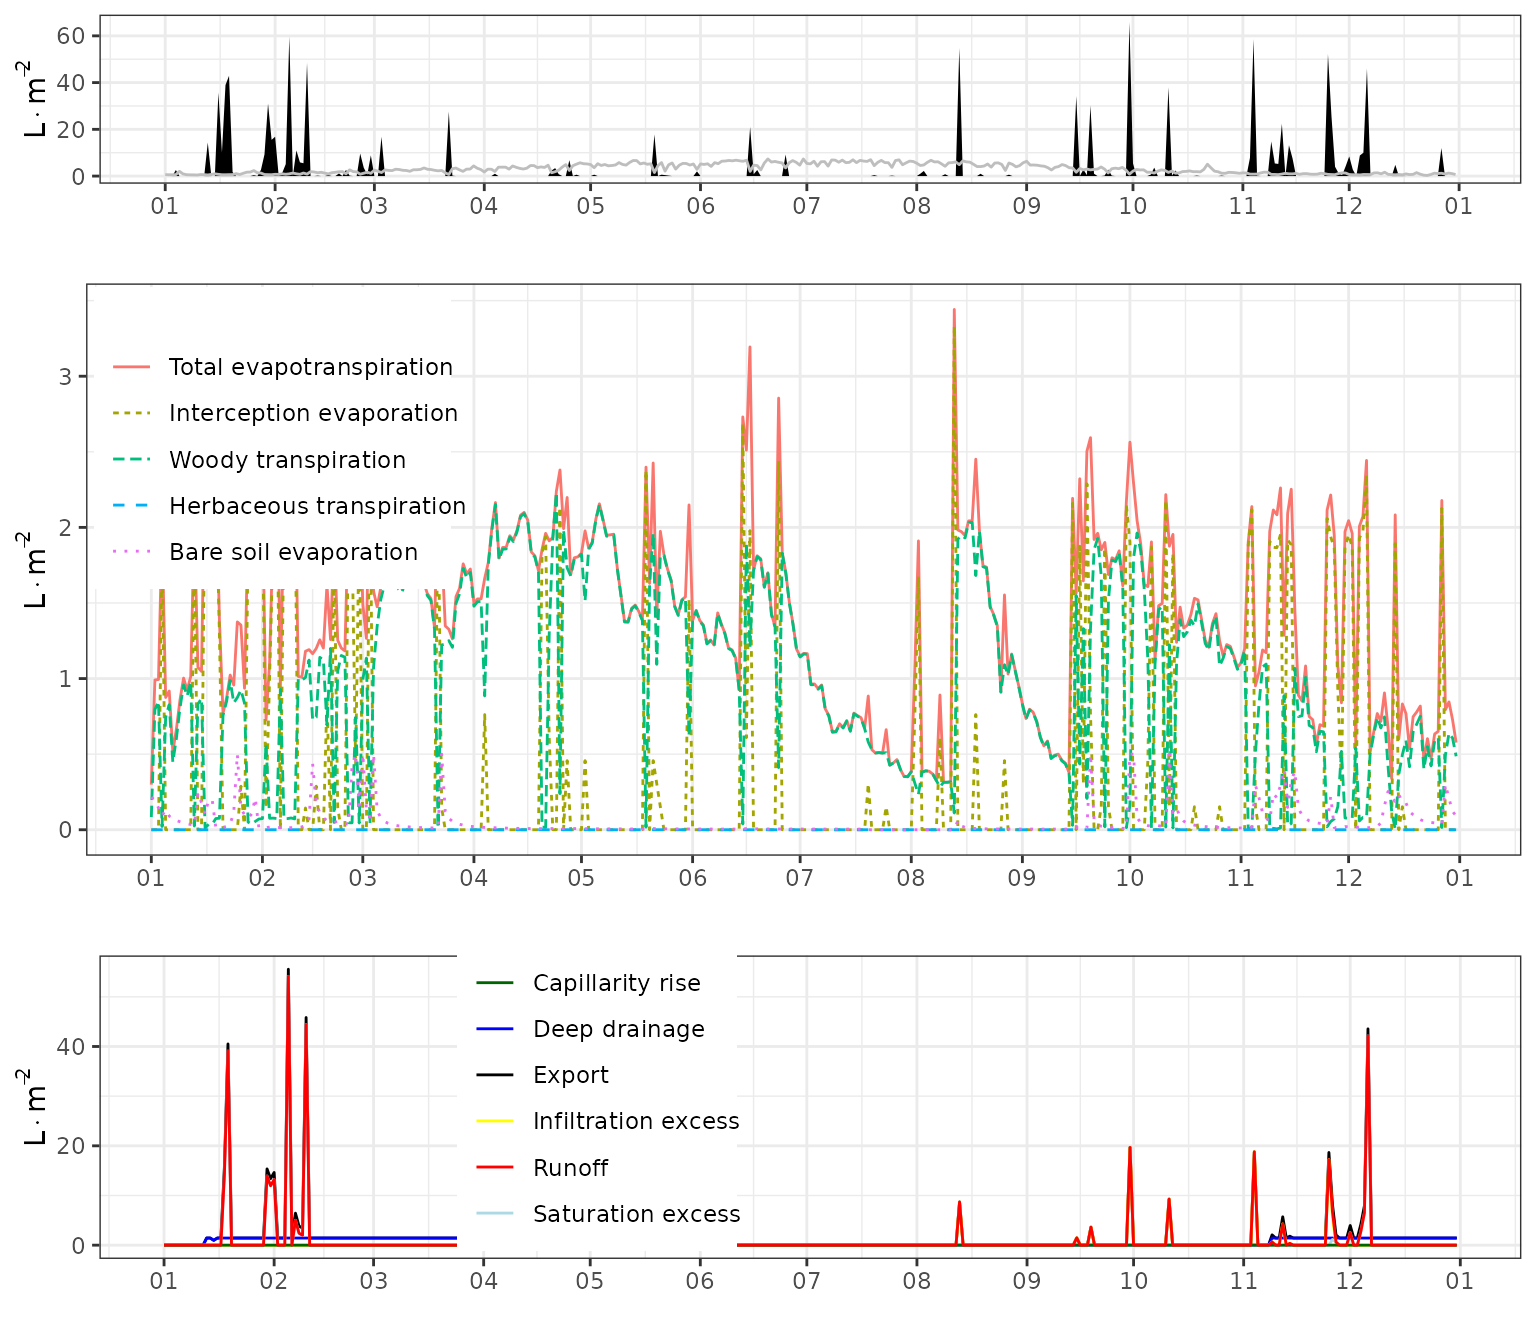 L · m⁻²
60
40
20
0
01 02 03 04 05 06 07 08 09 10 11 12 01
L · m⁻²
3
2
1
0
Total evapotranspiration
Interception evaporation
Woody transpiration
Herbaceous transpiration
Bare soil evaporation
01 02 03 04 05 06 07 08 09 10 11 12 01
L · m⁻²
40
20
0
Capillarity rise
Deep drainage
Export
Infiltration excess
Runoff
Saturation excess
01 02 03 04 05 06 07 08 09 10 11 12 01